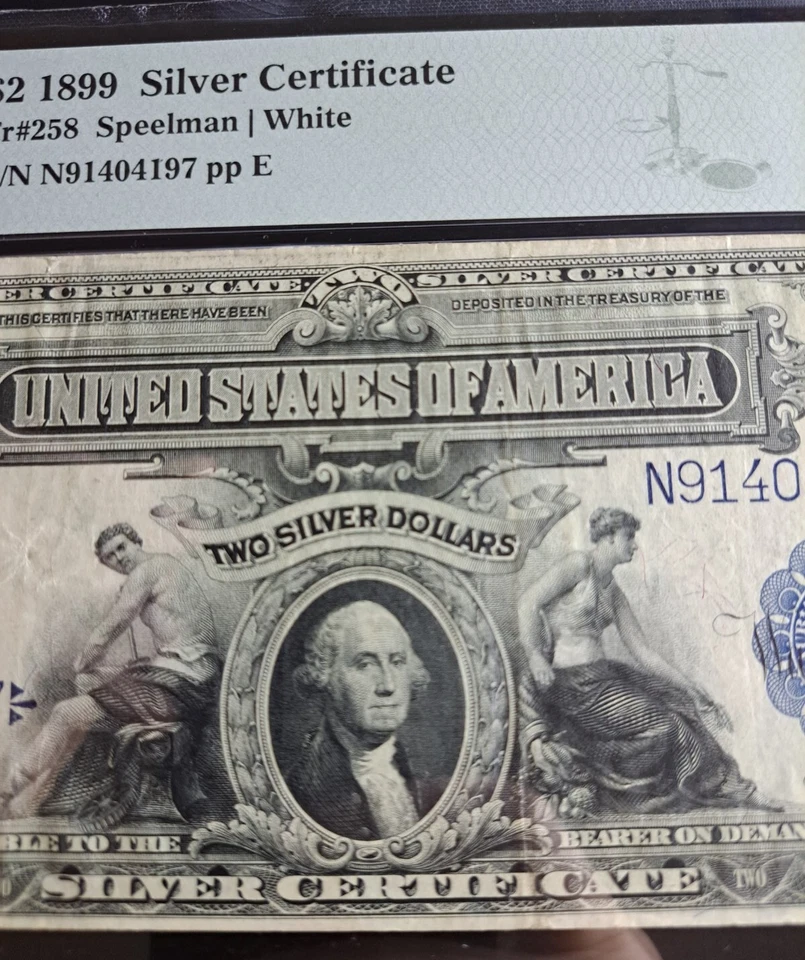 $2 1899 Silver Certificate
Fr#258 Speelman | White
S/N N91404197 pp E
ER CERTIFICATE TWO SILVER CERTIFICAT
THIS CERTIFIES THAT THERE HAVE BEEN DEPOSITED IN THE TREASURY OF THE
UNITED STATES OF AMERICA
N9140
TWO SILVER DOLLARS
BLE TO THE BEARER ON DEMAN
SILVER CERTIFICATE TWO